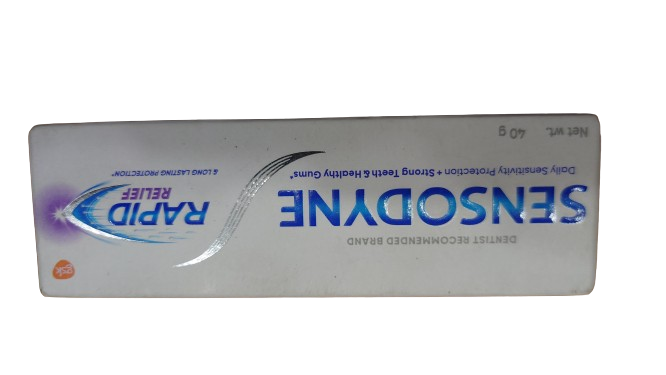 DENTIST RECOMMENDED BRAND
SENSODYNE
Daily Sensitivity Protection + Strong Teeth & Healthy Gums*
Net wt. 40 g
gsk
RAPID
RELIEF
& LONG LASTING PROTECTION*